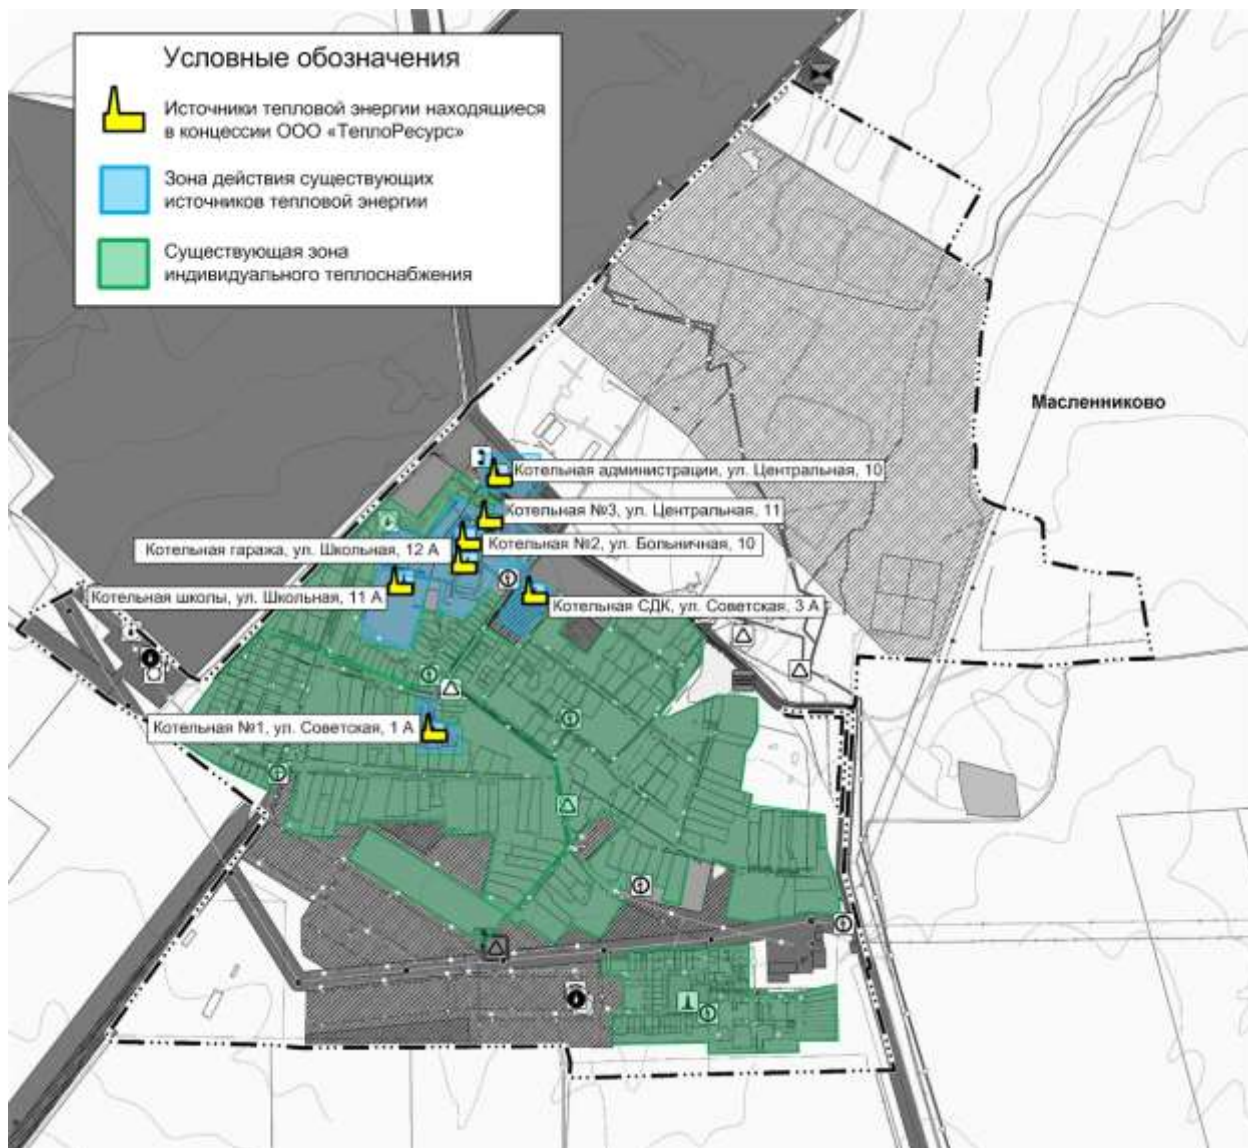 Условные обозначения
Источники тепловой энергии находящиеся
в концессии ООО «ТеплоРесурс»
Зона действия существующих
источников тепловой энергии
Существующая зона
индивидуального теплоснабжения
Масленниково
Котельная администрации, ул. Центральная, 10
Котельная №3, ул. Центральная, 11
Котельная №2, ул. Больничная, 10
Котельная гаража, ул. Школьная, 12 А
Котельная школы, ул. Школьная, 11 А
Котельная СДК, ул. Советская, 3 А
Котельная №1, ул. Советская, 1 А